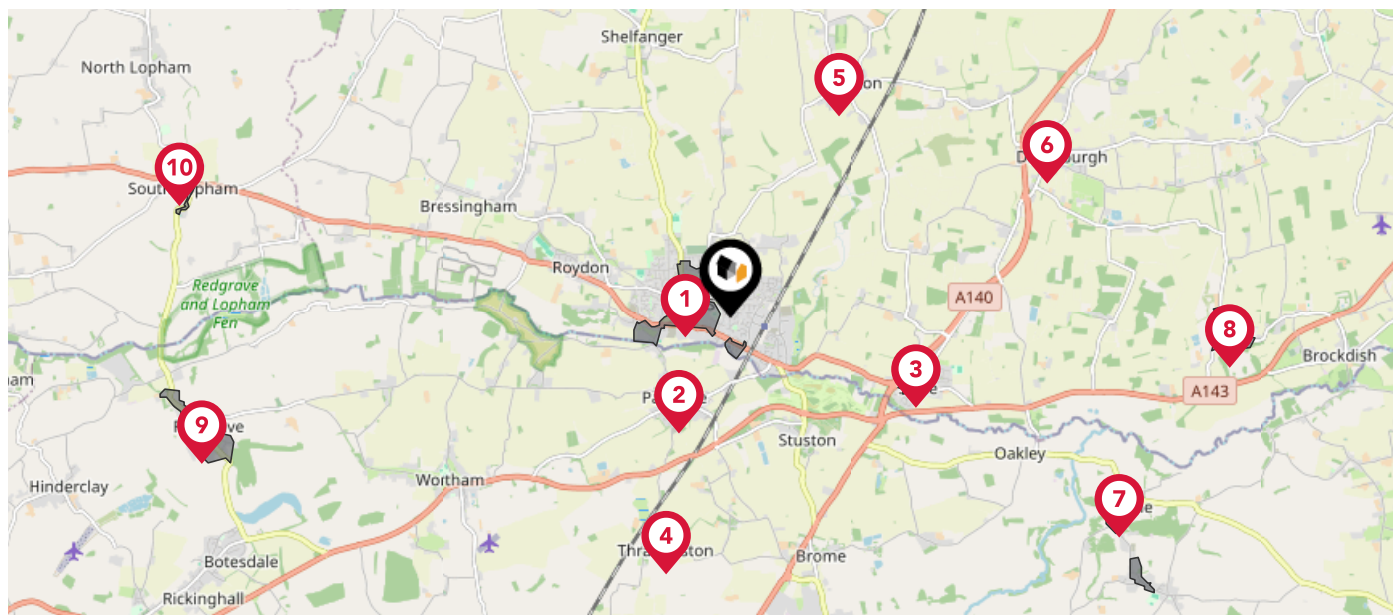 Shelfanger
North Lopham
5
6
10
Bressingham
Roydon
Redgrave
and Lopham
Fen
1
A140
8
Brockdish
3
A143
2
9
Stuston
Oakley
Wortham
Hinderclay
7
4
Botesdale
Brome
Rickinghall